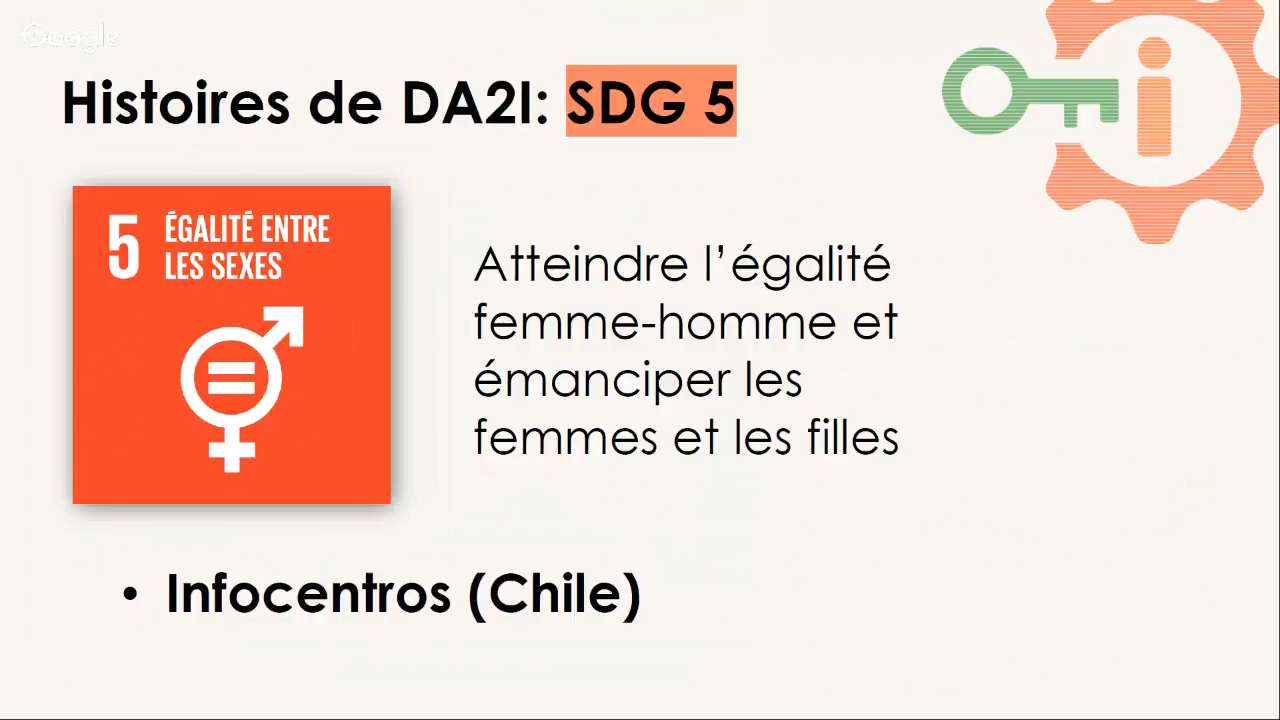 Google
Histoires de DA2I: SDG 5
5 ÉGALITÉ ENTRE
LES SEXES
Atteindre l’égalité
femme-homme et
émanciper les
femmes et les filles
• Infocentros (Chile)